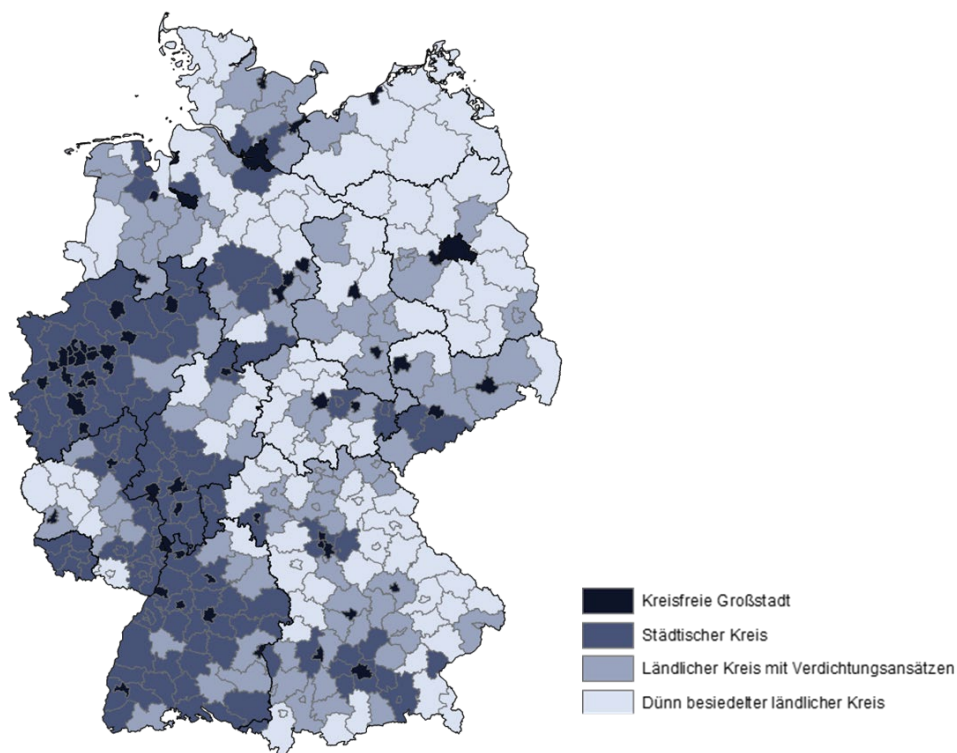 Kreisfreie Großstadt
Städtischer Kreis
Ländlicher Kreis mit Verdichtungsansätzen
Dünn besiedelter ländlicher Kreis